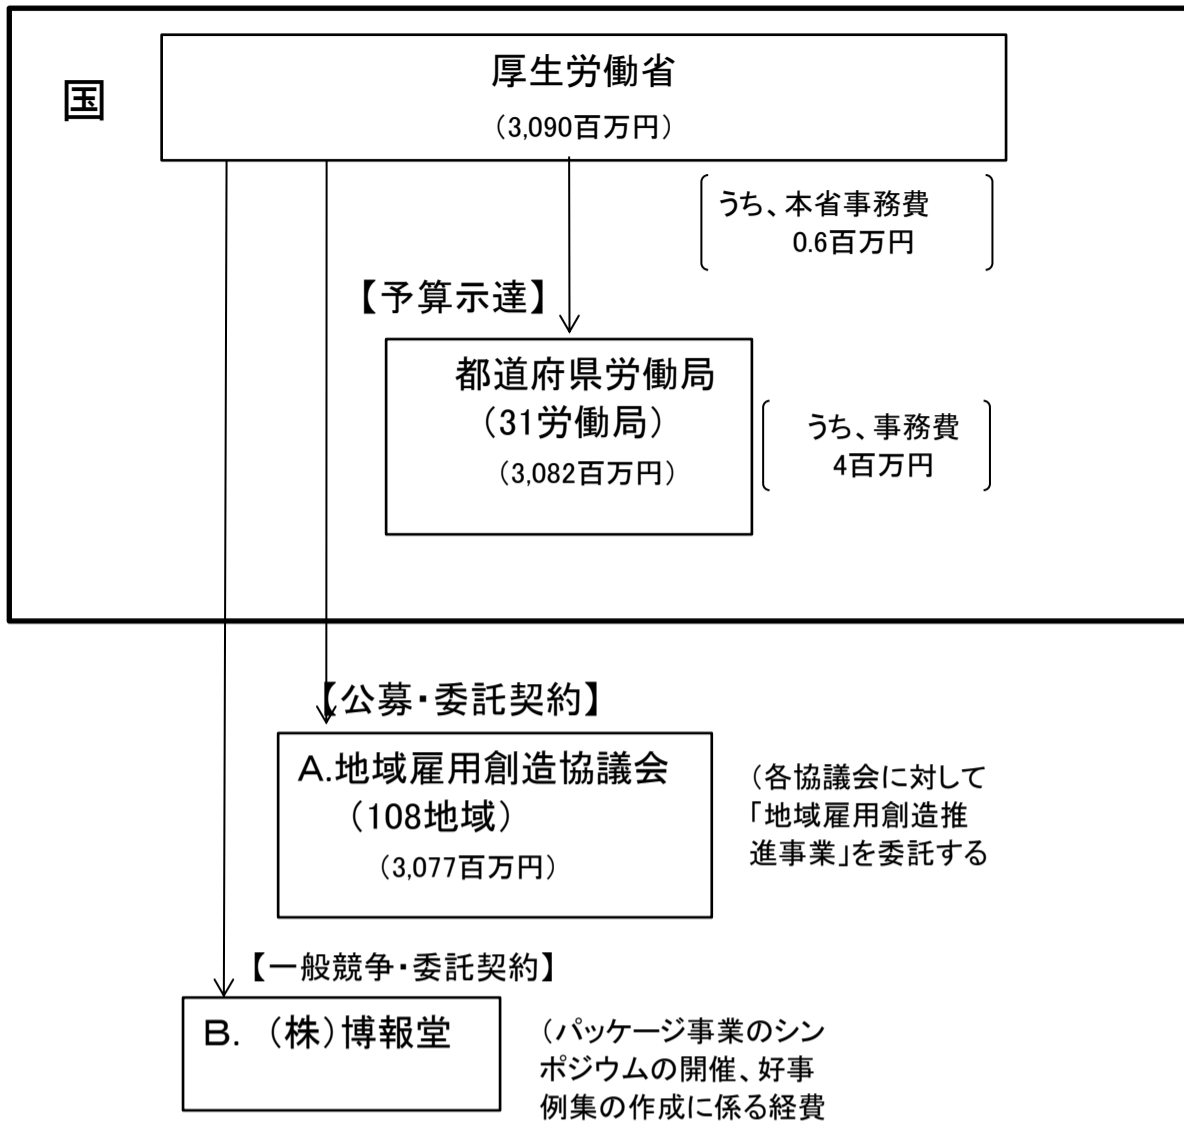 国
厚生労働省
（3,090百万円）
うち、本省事務費
0.6百万円
【予算示達】
都道府県労働局
（31労働局）
（3,082百万円）
うち、事務費
4百万円
【公募・委託契約】
A.地域雇用創造協議会
（108地域）
（3,077百万円）
（各協議会に対して
「地域雇用創造推
進事業」を委託する
【一般競争・委託契約】
B.（株）博報堂
（パッケージ事業のシン
ポジウムの開催、好事
例集の作成に係る経費